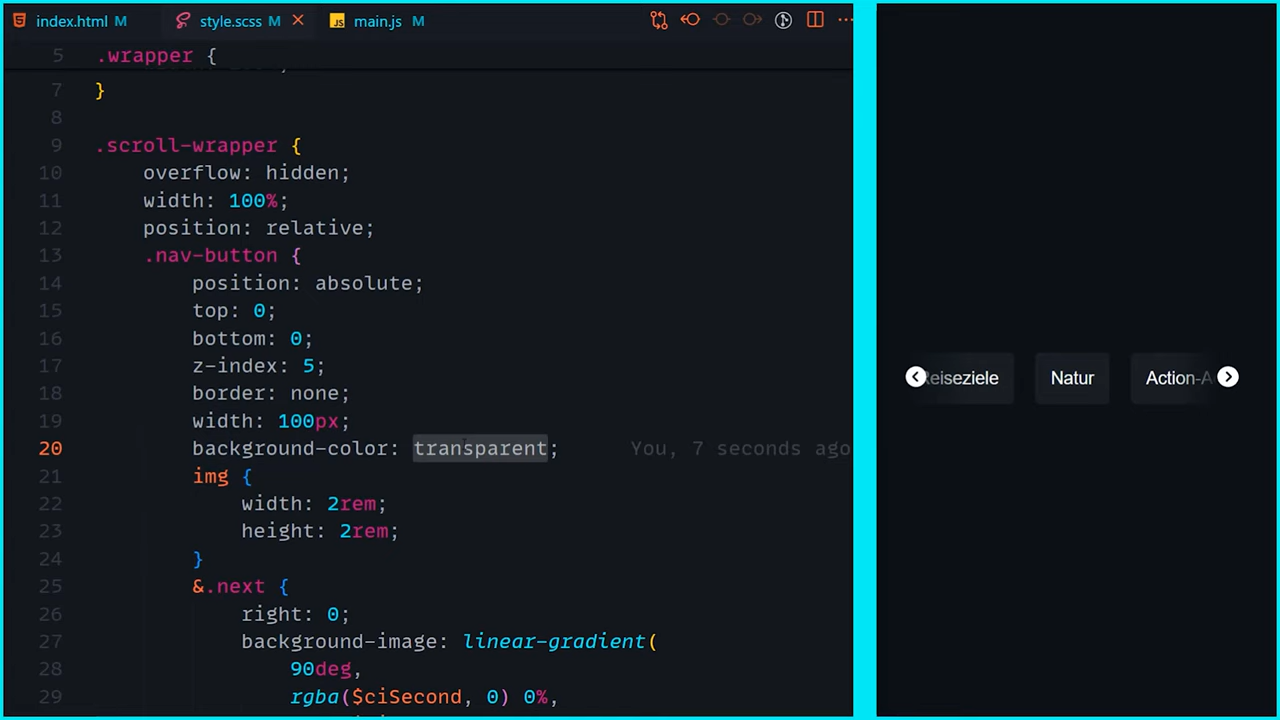 index.html M
style.scss M
JS main.js M
5 .wrapper {
7 }
8
9 .scroll-wrapper {
10 overflow: hidden;
11 width: 100%;
12 position: relative;
13 .nav-button {
14 position: absolute;
15 top: 0;
16 bottom: 0;
17 z-index: 5;
18 border: none;
19 width: 100px;
20 background-color: transparent; You, 7 seconds ago
21 img {
22 width: 2rem;
23 height: 2rem;
24 }
25 &.next {
26 right: 0;
27 background-image: linear-gradient(
28 90deg,
29 rgba($ciSecond, 0) 0%,
Reiseziele
Natur
Action-A